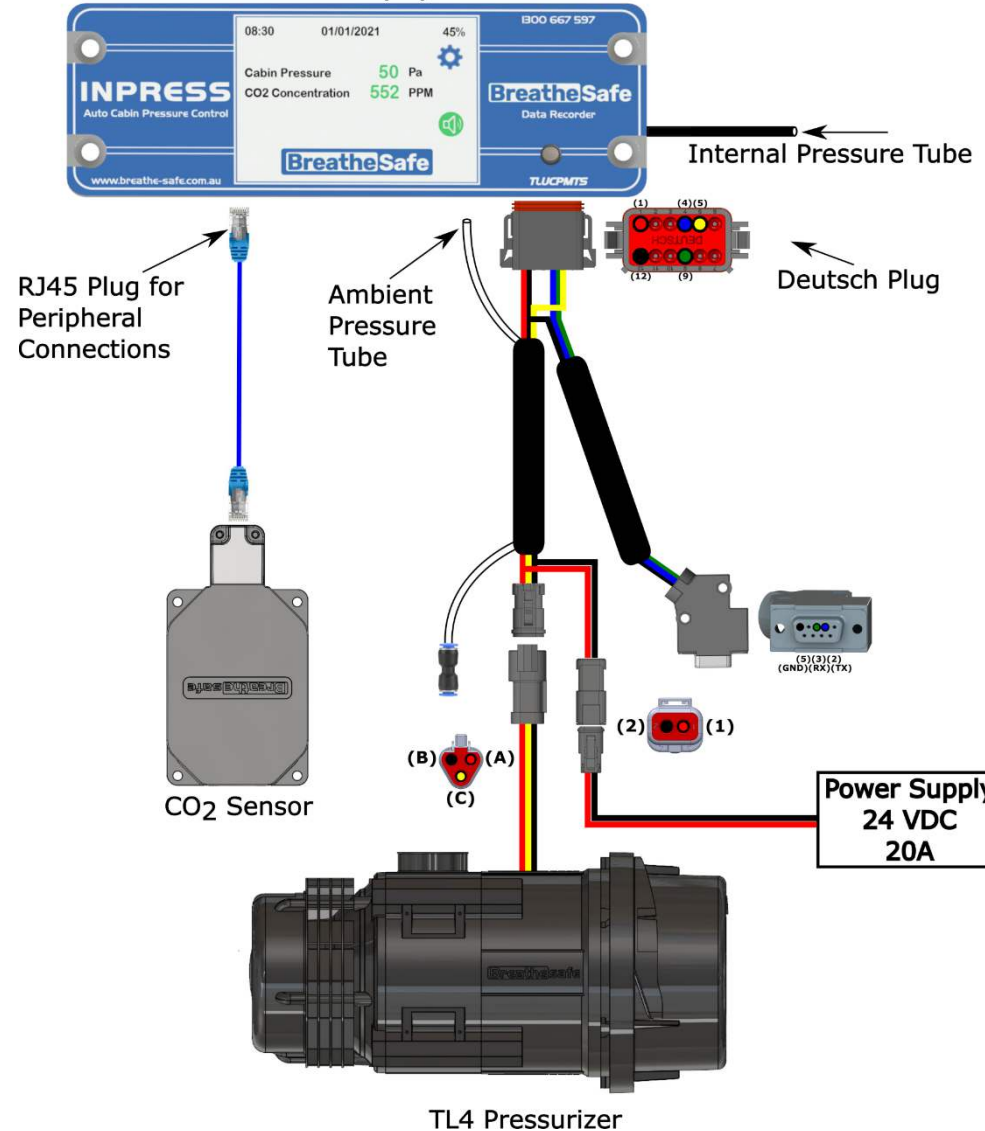 1300 667 597
08:30 01/01/2021 45%
Cabin Pressure 50 Pa
CO2 Concentration 552 PPM
INPRESS
Auto Cabin Pressure Control
BreatheSafe
Data Recorder
BreatheSafe
www.breathe-safe.com.au
TLUCPMTS
Internal Pressure Tube
(1) (4) (5)
DEUTSCH
(12) (9)
Deutsch Plug
RJ45 Plug for
Peripheral
Connections
Ambient
Pressure
Tube
(5) (3) (2)
(GND) (RX) (TX)
Breathesafe
CO2 Sensor
(B) (A)
(C)
(2) (1)
Power Supply
24 VDC
20A
Breathesafe
TL4 Pressurizer